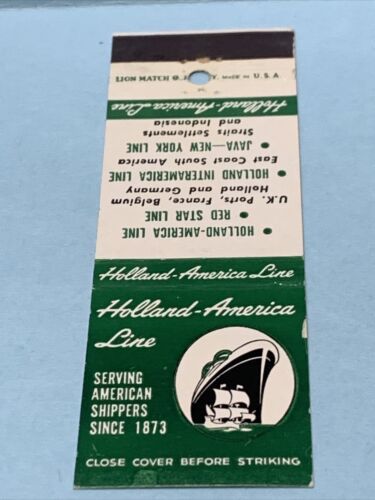 LION MATCH MADE IN U.S.A.
Holland-America Line
HOLLAND-AMERICA LINE
• RED STAR LINE
U.K. Ports, France, Belgium
Holland and Germany
• HOLLAND INTERAMERICA LINE
East Coast South America
• JAVA—NEW YORK LINE
Straits Settlements
and Indonesia
Holland-America Line
Holland-America
Line
SERVING
AMERICAN
SHIPPERS
SINCE 1873
CLOSE COVER BEFORE STRIKING